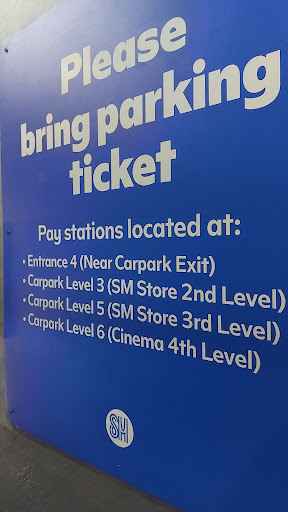 Please
bring parking
ticket
Pay stations located at:
• Entrance 4 (Near Carpark Exit)
• Carpark Level 3 (SM Store 2nd Level)
• Carpark Level 5 (SM Store 3rd Level)
• Carpark Level 6 (Cinema 4th Level)
SM